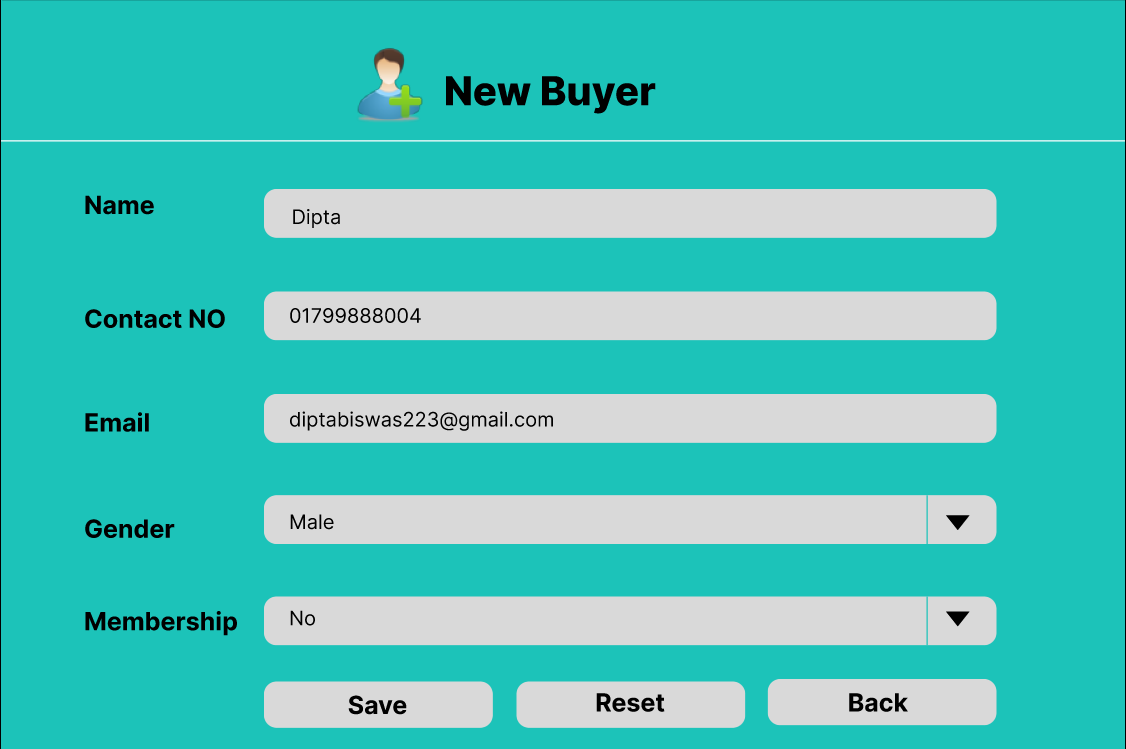 New Buyer
Name
Dipta
Contact NO
01799888004
Email
diptabiswas223@gmail.com
Gender
Male
Membership
No
Save
Reset
Back